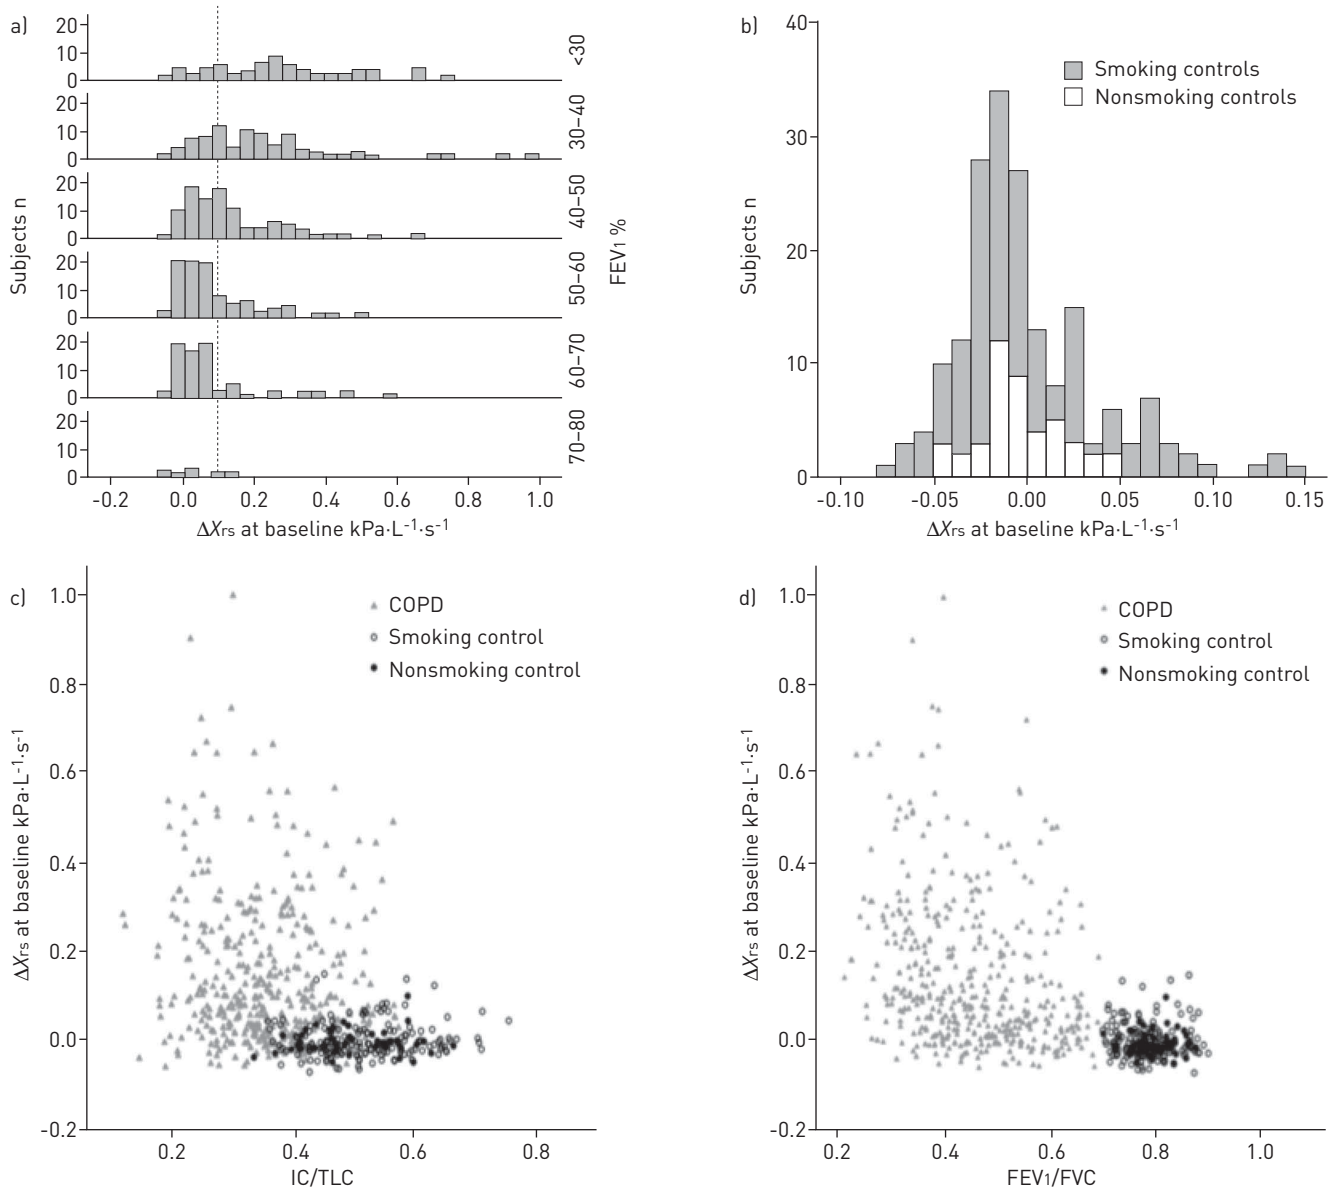 a)
Subjects n
20
10
0
<30
20
10
0
30–40
20
10
0
40–50
20
10
0
50–60
20
10
0
60–70
20
10
0
70–80
FEV1 %
-0.2 0.0 0.2 0.4 0.6 0.8 1.0
ΔXrs at baseline kPa·L-1·s-1
b)
Subjects n
40
30
20
10
0
Smoking controls
Nonsmoking controls
-0.10 -0.05 0.00 0.05 0.10 0.15
ΔXrs at baseline kPa·L-1·s-1
c)
ΔXrs at baseline kPa·L-1·s-1
1.0
0.8
0.6
0.4
0.2
0.0
-0.2
COPD
Smoking control
Nonsmoking control
0.2 0.4 0.6 0.8
IC/TLC
d)
ΔXrs at baseline kPa·L-1·s-1
1.0
0.8
0.6
0.4
0.2
0.0
-0.2
COPD
Smoking control
Nonsmoking control
0.2 0.4 0.6 0.8 1.0
FEV1/FVC